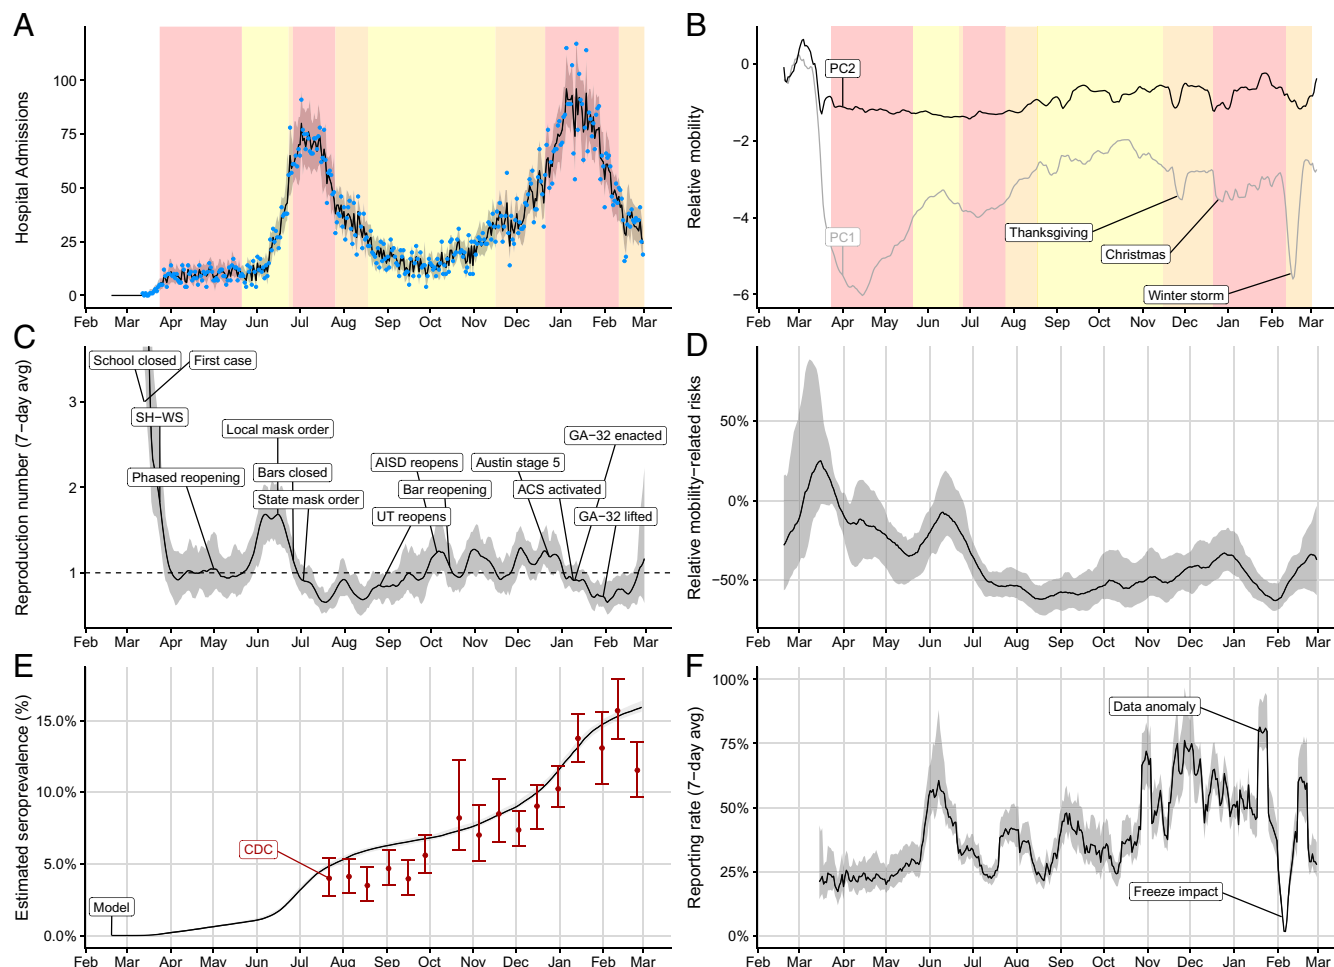 A
Hospital Admissions
100
75
50
25
0
Feb Mar Apr May Jun Jul Aug Sep Oct Nov Dec Jan Feb Mar
B
Relative mobility
0
−2
−4
−6
PC2
PC1
Thanksgiving
Christmas
Winter storm
Feb Mar Apr May Jun Jul Aug Sep Oct Nov Dec Jan Feb Mar
C
Reproduction number (7−day avg)
3
2
1
School closed
First case
SH−WS
Local mask order
Phased reopening
Bars closed
State mask order
AISD reopens
Bar reopening
UT reopens
Austin stage 5
ACS activated
GA−32 enacted
GA−32 lifted
Feb Mar Apr May Jun Jul Aug Sep Oct Nov Dec Jan Feb Mar
D
Relative mobility−related risks
50%
0%
−50%
Feb Mar Apr May Jun Jul Aug Sep Oct Nov Dec Jan Feb Mar
E
Estimated seroprevalence (%)
15.0%
10.0%
5.0%
0.0%
CDC
Model
Feb Mar Apr May Jun Jul Aug Sep Oct Nov Dec Jan Feb Mar
F
Reporting rate (7−day avg)
100%
75%
50%
25%
0%
Data anomaly
Freeze impact
Feb Mar Apr May Jun Jul Aug Sep Oct Nov Dec Jan Feb Mar